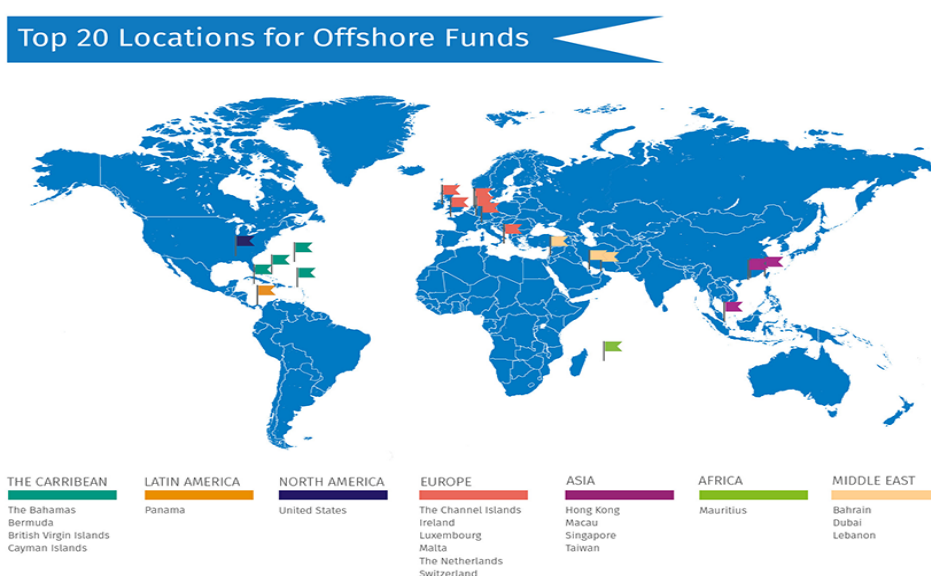 Top 20 Locations for Offshore Funds
THE CARRIBEAN
The Bahamas
Bermuda
British Virgin Islands
Cayman Islands
LATIN AMERICA
Panama
NORTH AMERICA
United States
EUROPE
The Channel Islands
Ireland
Luxembourg
Malta
The Netherlands
Switzerland
ASIA
Hong Kong
Macau
Singapore
Taiwan
AFRICA
Mauritius
MIDDLE EAST
Bahrain
Dubai
Lebanon